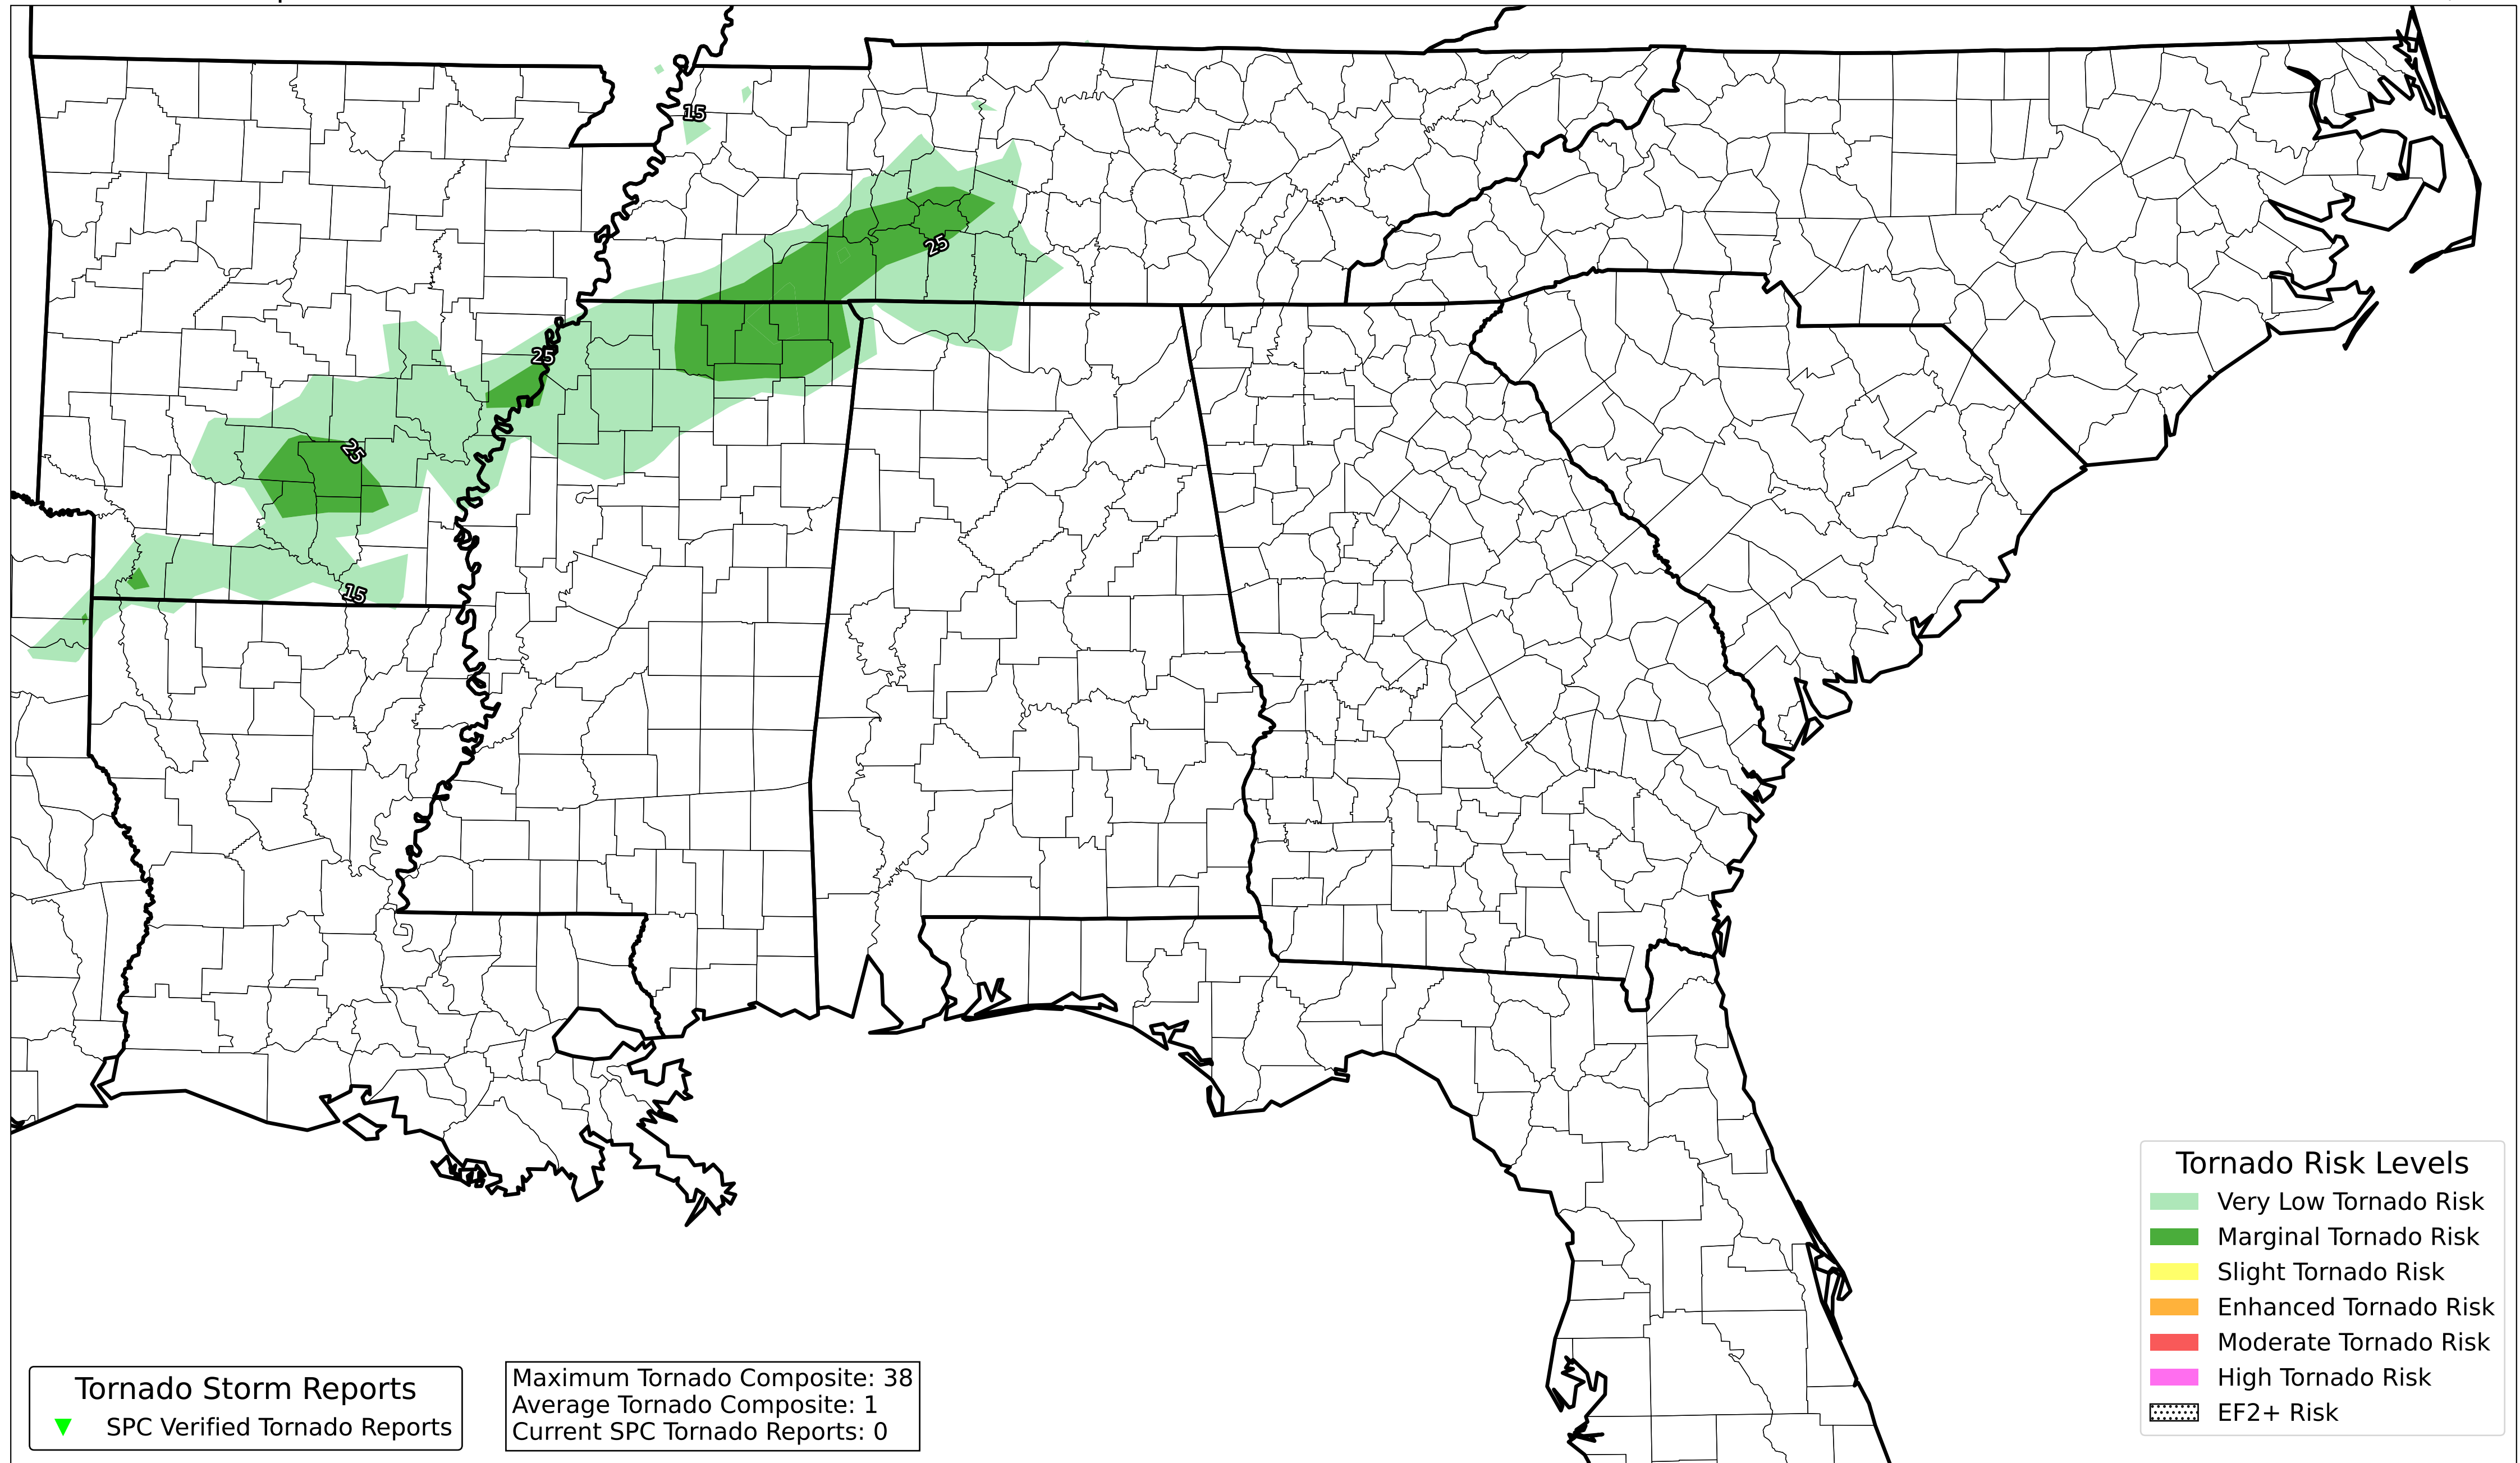 15
25
25
25
15
Tornado Risk Levels
Very Low Tornado Risk
Marginal Tornado Risk
Slight Tornado Risk
Enhanced Tornado Risk
Moderate Tornado Risk
High Tornado Risk
EF2+ Risk
Tornado Storm Reports
SPC Verified Tornado Reports
Maximum Tornado Composite: 38
Average Tornado Composite: 1
Current SPC Tornado Reports: 0